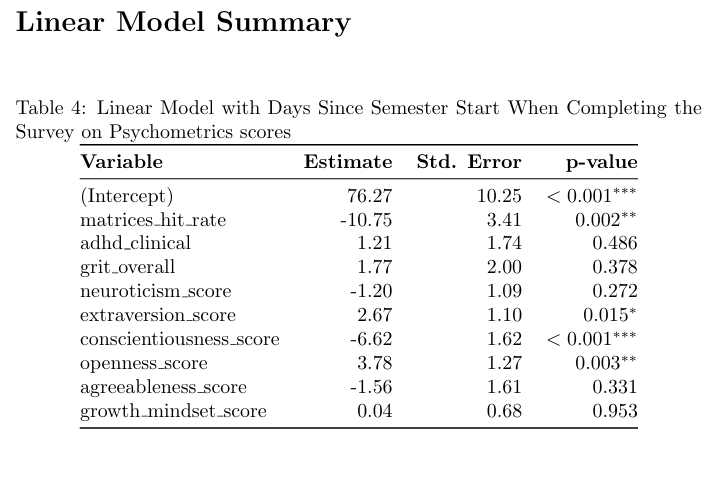 Linear Model Summary
Table 4: Linear Model with Days Since Semester Start When Completing the
Survey on Psychometrics scores
Variable Estimate Std. Error p-value
(Intercept) 76.27 10.25 < 0.001***
matrices_hit_rate -10.75 3.41 0.002**
adhd_clinical 1.21 1.74 0.486
grit_overall 1.77 2.00 0.378
neuroticism_score -1.20 1.09 0.272
extraversion_score 2.67 1.10 0.015*
conscientiousness_score -6.62 1.62 < 0.001***
openness_score 3.78 1.27 0.003**
agreeableness_score -1.56 1.61 0.331
growth_mindset_score 0.04 0.68 0.953